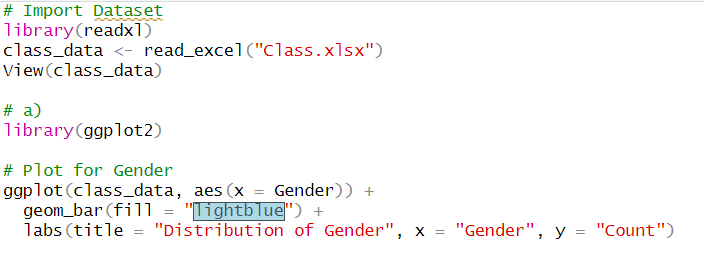 # Import Dataset
library(readxl)
class_data <- read_excel("Class.xlsx")
View(class_data)
# a)
library(ggplot2)
# Plot for Gender
ggplot(class_data, aes(x = Gender)) +
geom_bar(fill = "lightblue") +
labs(title = "Distribution of Gender", x = "Gender", y = "Count")